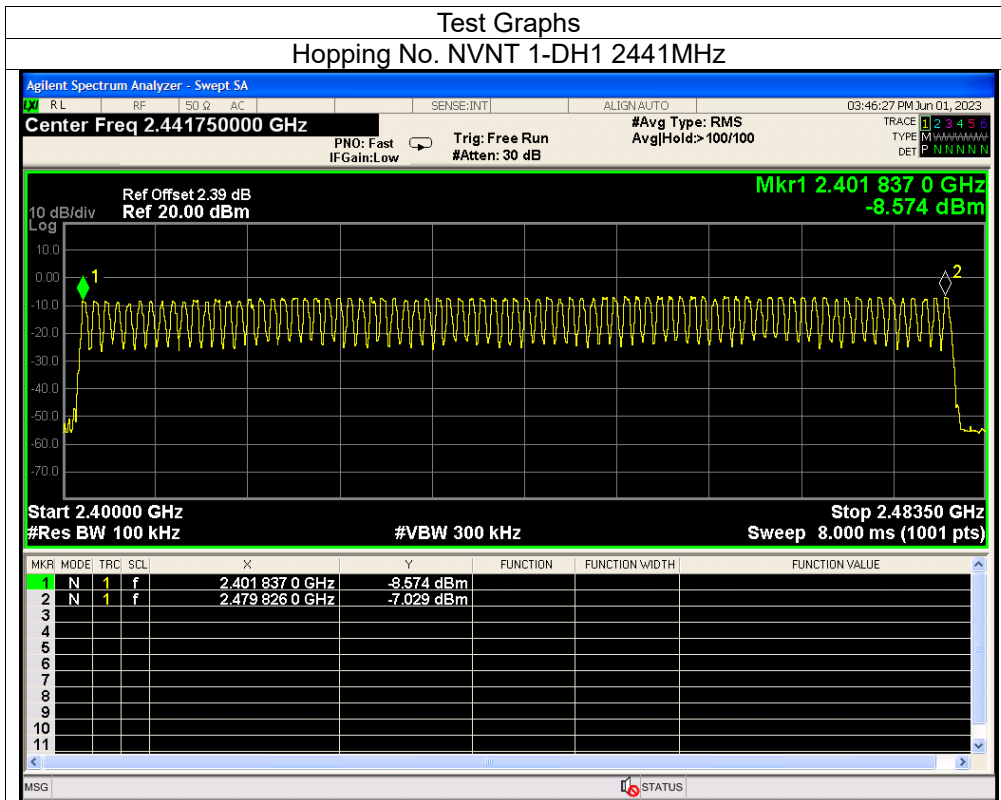 Test Graphs
Hopping No. NVNT 1-DH1 2441MHz
Agilent Spectrum Analyzer - Swept SA
LXI RL RF 50 Ω AC SENSE:INT ALIGN AUTO 03:46:27 PM Jun 01, 2023
Center Freq 2.441750000 GHz #Avg Type: RMS TRACE 1 2 3 4 5 6
PNO: Fast Trig: Free Run Avg|Hold:>100/100 TYPE M WWWWW
IFGain:Low #Atten: 30 dB DET P N N N N N
Mkr1 2.401 837 0 GHz
Ref Offset 2.39 dB
10 dB/div Ref 20.00 dBm -8.574 dBm
Log
10.0
0.00 1 2
-10.0
-20.0
-30.0
-40.0
-50.0
-60.0
-70.0
Start 2.40000 GHz Stop 2.48350 GHz
#Res BW 100 kHz #VBW 300 kHz Sweep 8.000 ms (1001 pts)
MKR MODE TRC SCL X Y FUNCTION FUNCTION WIDTH FUNCTION VALUE
1 N 1 f 2.401 837 0 GHz -8.574 dBm
2 N 1 f 2.479 826 0 GHz -7.029 dBm
3
4
5
6
7
8
9
10
11
MSG STATUS